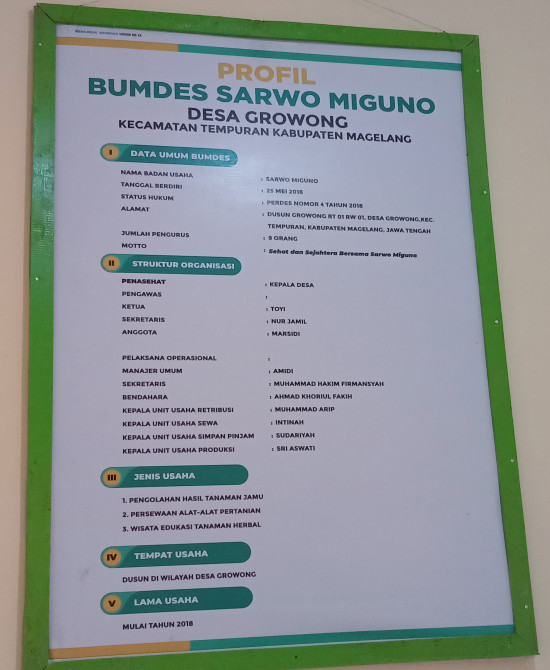 PROFIL
BUMDES SARWO MIGUNO
DESA GROWONG
KECAMATAN TEMPURAN KABUPATEN MAGELANG
I DATA UMUM BUMDES
NAMA BADAN USAHA : SARWO MIGUNO
TANGGAL BERDIRI : 25 MEI 2018
STATUS HUKUM : PERDES NOMOR 4 TAHUN 2018
ALAMAT : DUSUN GROWONG RT 01 RW 01, DESA GROWONG,KEC.
TEMPURAN, KABUPATEN MAGELANG, JAWA TENGAH
JUMLAH PENGURUS : 9 ORANG
MOTTO : Sehat dan Sejahtera Bersama Sarwo Miguno
II STRUKTUR ORGANISASI
PENASEHAT : KEPALA DESA
PENGAWAS :
KETUA : TOYI
SEKRETARIS : NUR JAMIL
ANGGOTA : MARSIDI
PELAKSANA OPERASIONAL :
MANAJER UMUM : AMIDI
SEKRETARIS : MUHAMMAD HAKIM FIRMANSYAH
BENDAHARA : AHMAD KHORIUL FAKIH
KEPALA UNIT USAHA RETRIBUSI : MUHAMMAD ARIP
KEPALA UNIT USAHA SEWA : INTINAH
KEPALA UNIT USAHA SIMPAN PINJAM : SUDARIYAH
KEPALA UNIT USAHA PRODUKSI : SRI ASWATI
III JENIS USAHA
1. PENGOLAHAN HASIL TANAMAN JAMU
2. PERSEWAAN ALAT-ALAT PERTANIAN
3. WISATA EDUKASI TANAMAN HERBAL
IV TEMPAT USAHA
DUSUN DI WILAYAH DESA GROWONG
V LAMA USAHA
MULAI TAHUN 2018